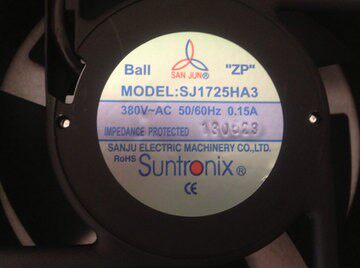 SAN JUN®
Ball "ZP"
MODEL:SJ1725HA3
380V~AC 50/60Hz 0.15A
IMPEDANCE PROTECTED 130623
SANJU ELECTRIC MACHINERY CO.,LTD.
RoHS Suntronix®
CE